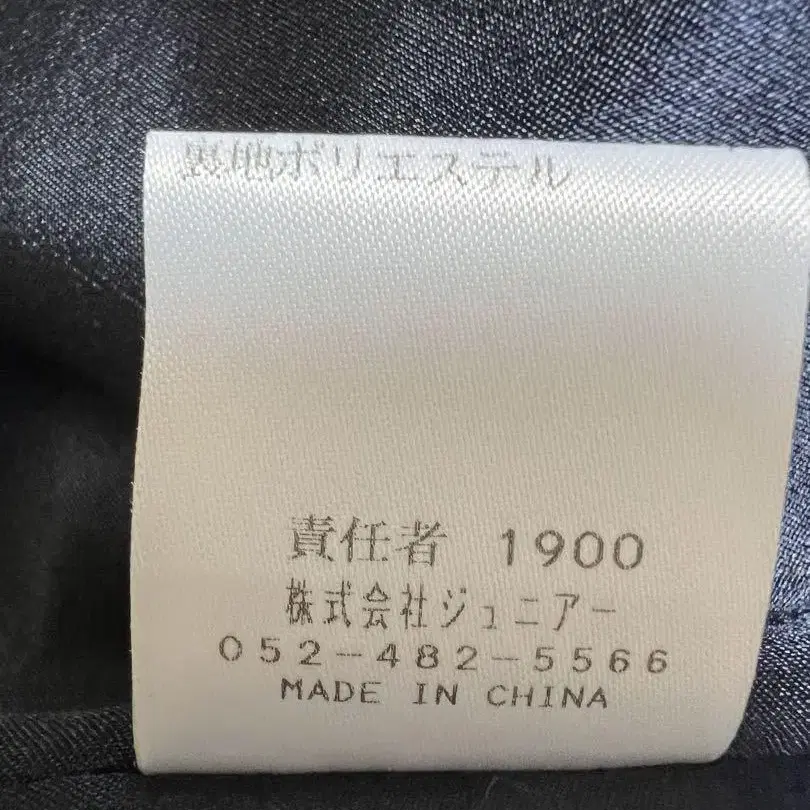 裏地ポリエステル
責任者 1900
株式会社ジュニアー
052-482-5566
MADE IN CHINA